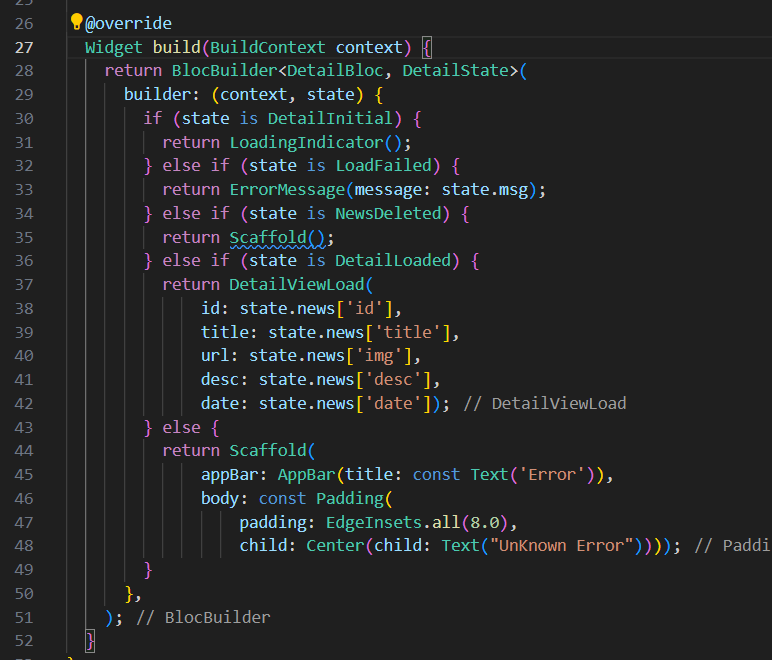 26 @override
27 Widget build(BuildContext context) {
28 return BlocBuilder<DetailBloc, DetailState>(
29 builder: (context, state) {
30 if (state is DetailInitial) {
31 return LoadingIndicator();
32 } else if (state is LoadFailed) {
33 return ErrorMessage(message: state.msg);
34 } else if (state is NewsDeleted) {
35 return Scaffold();
36 } else if (state is DetailLoaded) {
37 return DetailViewLoad(
38 id: state.news['id'],
39 title: state.news['title'],
40 url: state.news['img'],
41 desc: state.news['desc'],
42 date: state.news['date']); // DetailViewLoad
43 } else {
44 return Scaffold(
45 appBar: AppBar(title: const Text('Error')),
46 body: const Padding(
47 padding: EdgeInsets.all(8.0),
48 child: Center(child: Text("UnKnown Error")))); // Paddi
49 }
50 },
51 ); // BlocBuilder
52 }